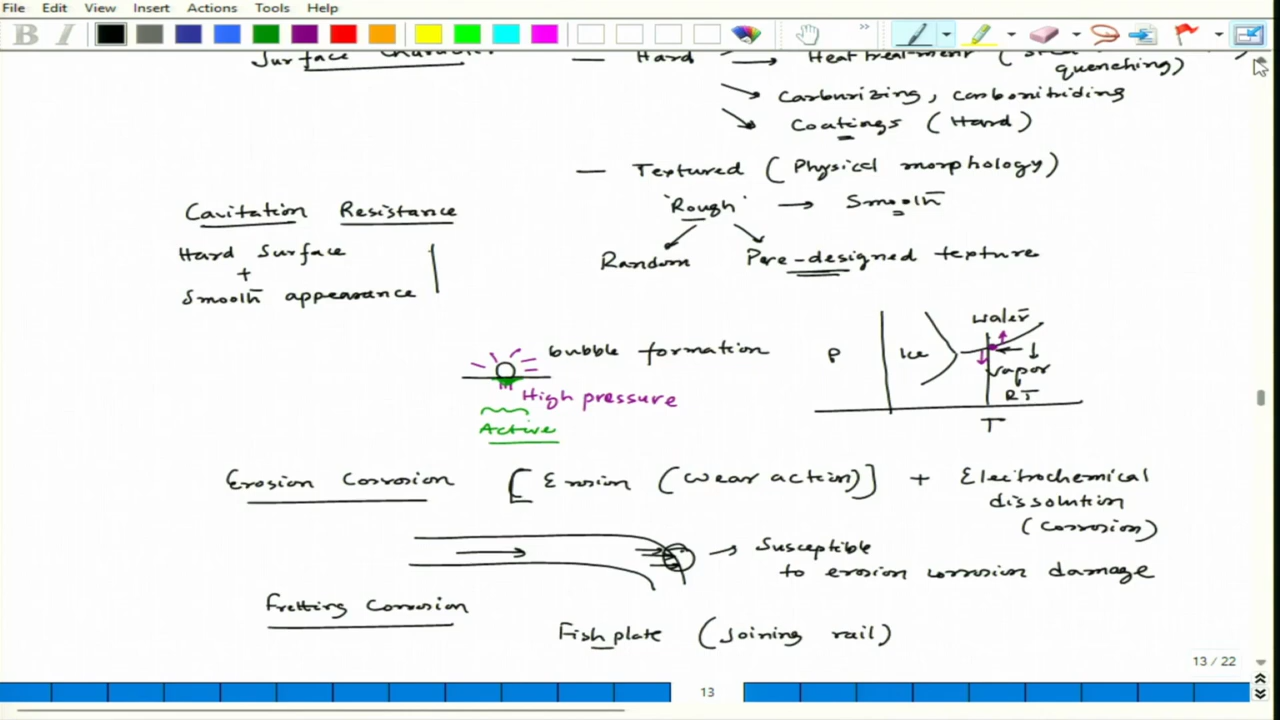 File Edit View Insert Actions Tools Help
B I
Surface Character
— Hard → Heat treatment (
quenching)
→ Carburizing, carbonitriding
→ Coatings (Hard)
— Textured (Physical morphology)
'Rough' → Smooth
Random Pre-designed texture
Cavitation Resistance
Hard Surface
+
Smooth appearance
bubble formation
High pressure
Active
P Ice water
vapor
RT
T
Erosion Corrosion [Erosion (wear action)] + Electrochemical
dissolution
(corrosion)
→ Susceptible
to erosion corrosion damage
Fretting Corrosion
Fish plate (Joining rail)
13 / 22
13